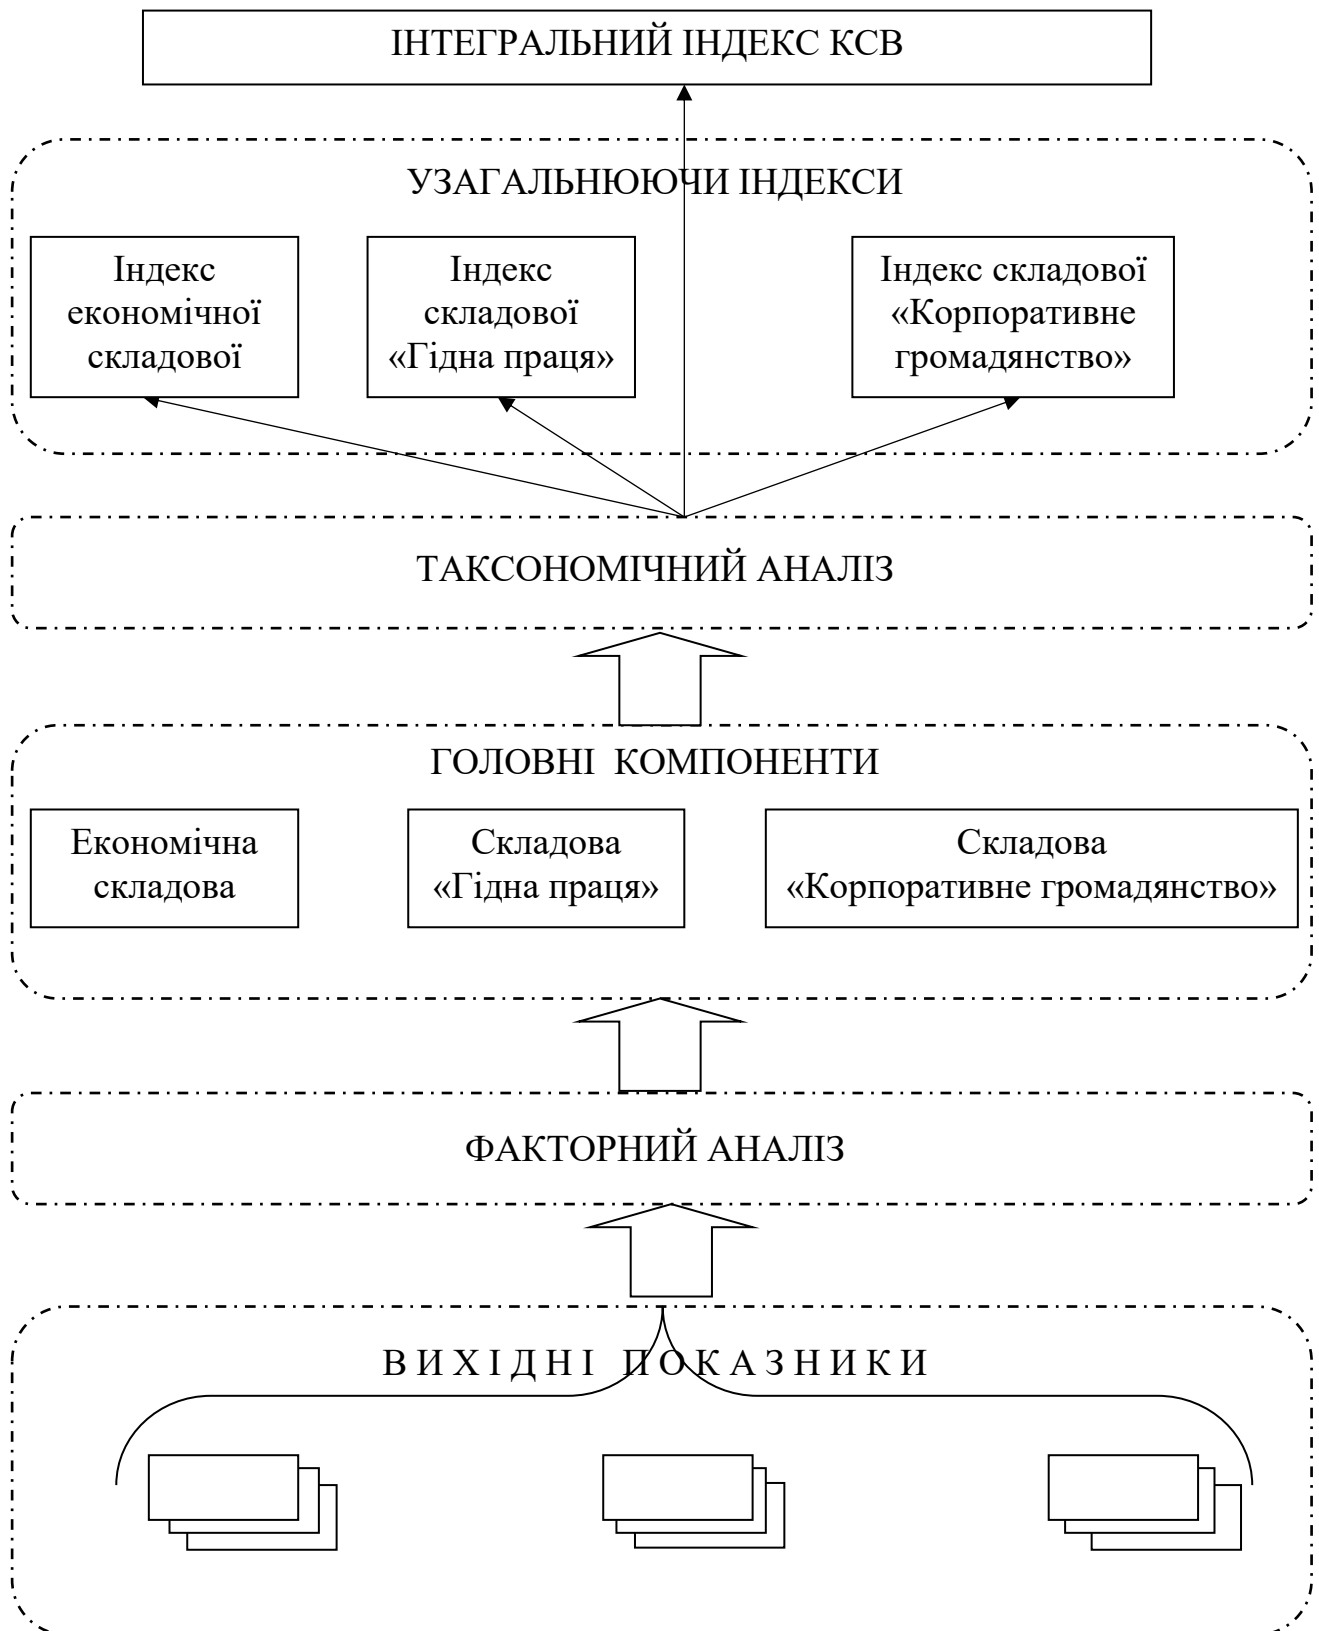 ІНТЕГРАЛЬНИЙ ІНДЕКС КСВ
УЗАГАЛЬНЮЮЧИ ІНДЕКСИ
Індекс
економічної
складової
Індекс
складової
«Гідна праця»
Індекс складової
«Корпоративне
громадянство»
ТАКСОНОМІЧНИЙ АНАЛІЗ
ГОЛОВНІ КОМПОНЕНТИ
Економічна
складова
Складова
«Гідна праця»
Складова
«Корпоративне громадянство»
ФАКТОРНИЙ АНАЛІЗ
В И Х І Д Н І П О К А З Н И К И